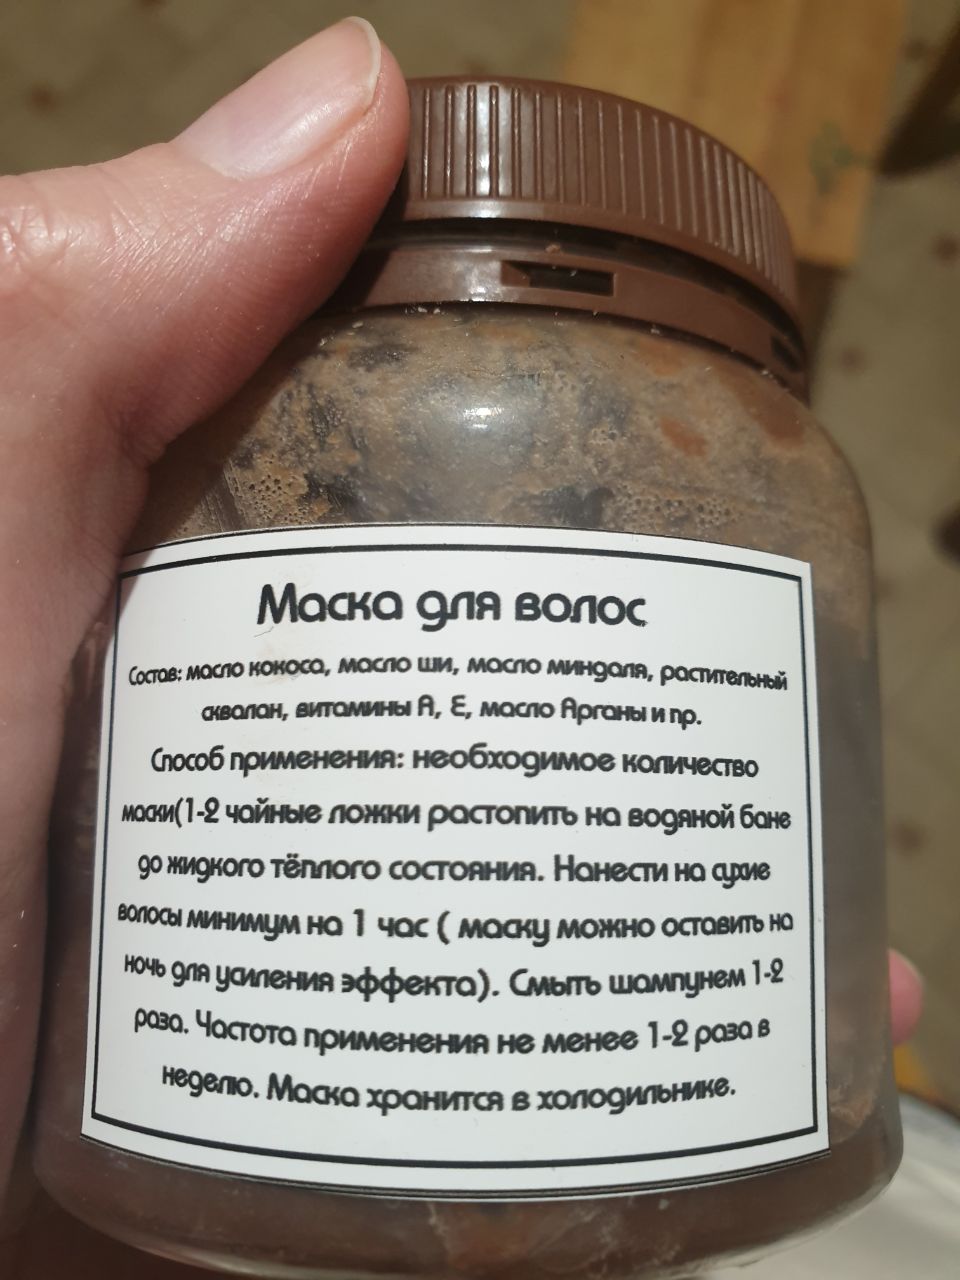 Маска для волос
Состав: масло кокоса, масло ши, масло миндаля, растительный
сквалан, витамины А, Е, масло Арганы и пр.
Способ применения: необходимое количество
маски(1-2 чайные ложки растопить на водяной бане
до жидкого тёплого состояния. Нанести на сухие
волосы минимум на 1 час ( маску можно оставить на
ночь для усиления эффекта). Смыть шампунем 1-2
раза. Частота применения не менее 1-2 раза в
неделю. Маска хранится в холодильнике.